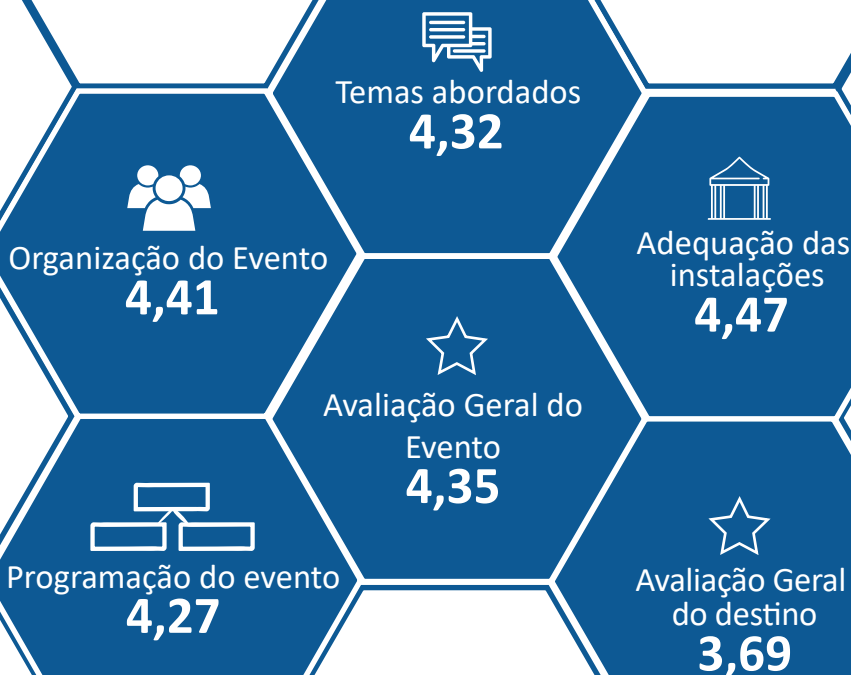 Temas abordados
4,32
Organização do Evento
4,41
Adequação das
instalações
4,47
Avaliação Geral do
Evento
4,35
Programação do evento
4,27
Avaliação Geral
do destino
3,69